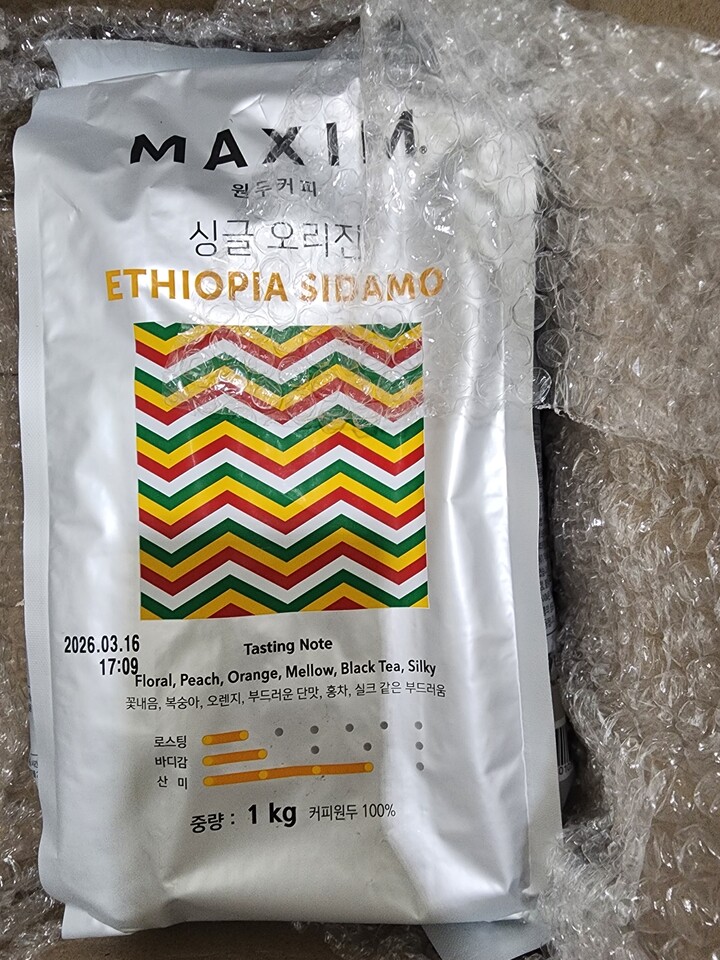 MAXIM
원두커피
싱글 오리진
ETHIOPIA SIDAMO
2026.03.16
17:09
Tasting Note
Floral, Peach, Orange, Mellow, Black Tea, Silky
꽃내음, 복숭아, 오렌지, 부드러운 단맛, 홍차, 실크 같은 부드러움
로스팅
바디감
산 미
중량 : 1 kg 커피원두 100%